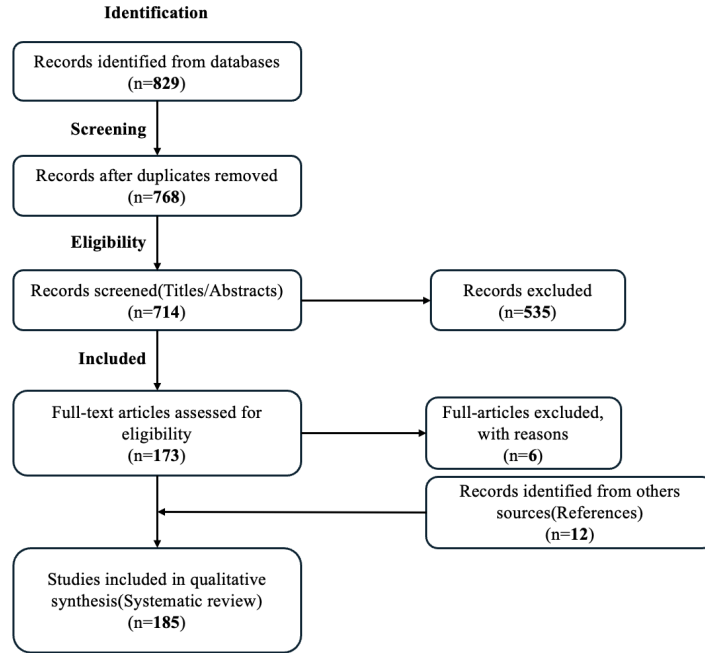 Identification
Records identified from databases
(n=829)
Screening
Records after duplicates removed
(n=768)
Eligibility
Records screened(Titles/Abstracts)
(n=714)
Records excluded
(n=535)
Included
Full-text articles assessed for
eligibility
(n=173)
Full-articles excluded,
with reasons
(n=6)
Records identified from others
sources(References)
(n=12)
Studies included in qualitative
synthesis(Systematic review)
(n=185)